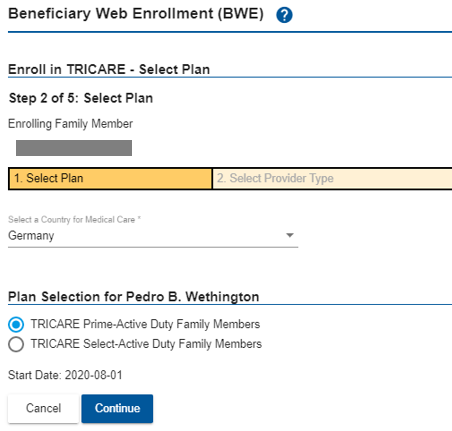 Beneficiary Web Enrollment (BWE) ?
Enroll in TRICARE - Select Plan
Step 2 of 5: Select Plan
Enrolling Family Member
1. Select Plan 2. Select Provider Type
Select a Country for Medical Care *
Germany
Plan Selection for Pedro B. Wethington
TRICARE Prime-Active Duty Family Members
TRICARE Select-Active Duty Family Members
Start Date: 2020-08-01
Cancel Continue